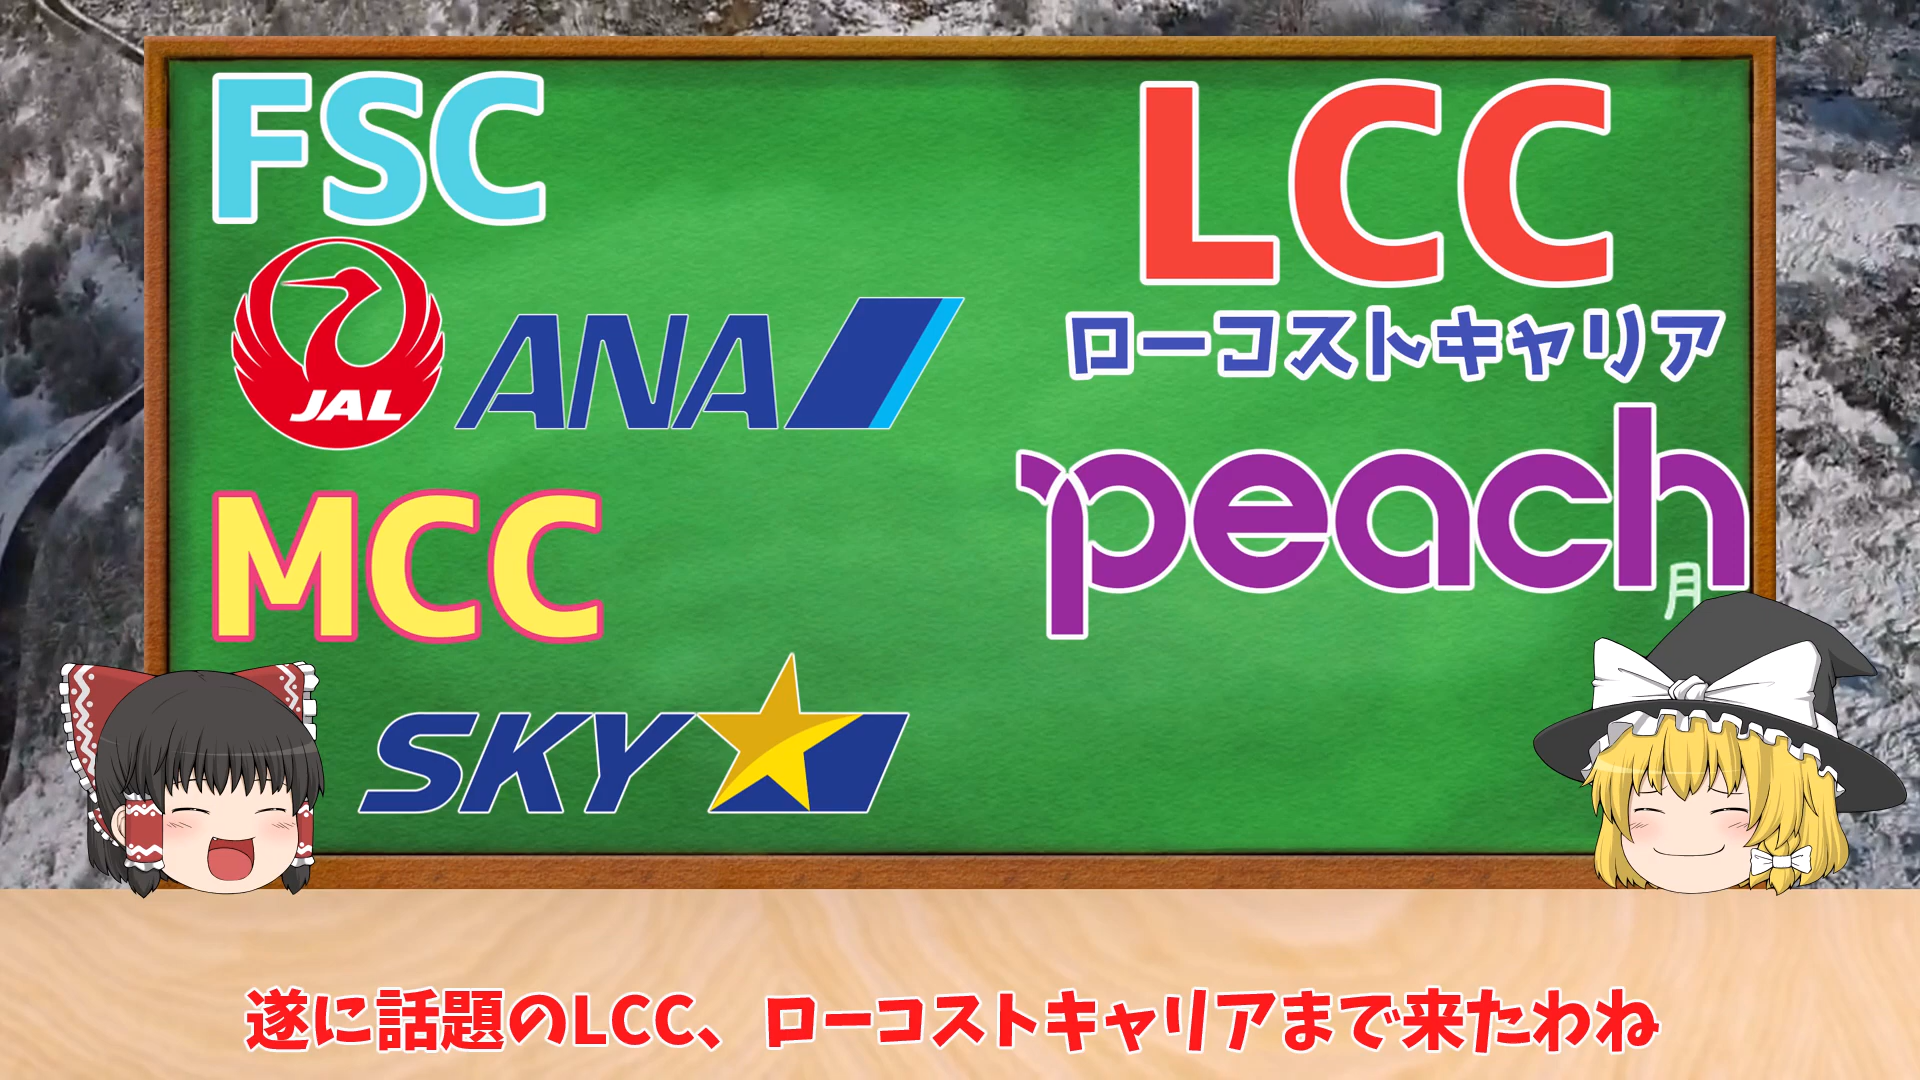 FSC
JAL
ANA
MCC
SKY
LCC
ローコストキャリア
peach
月
遂に話題のLCC、ローコストキャリアまで来たわね